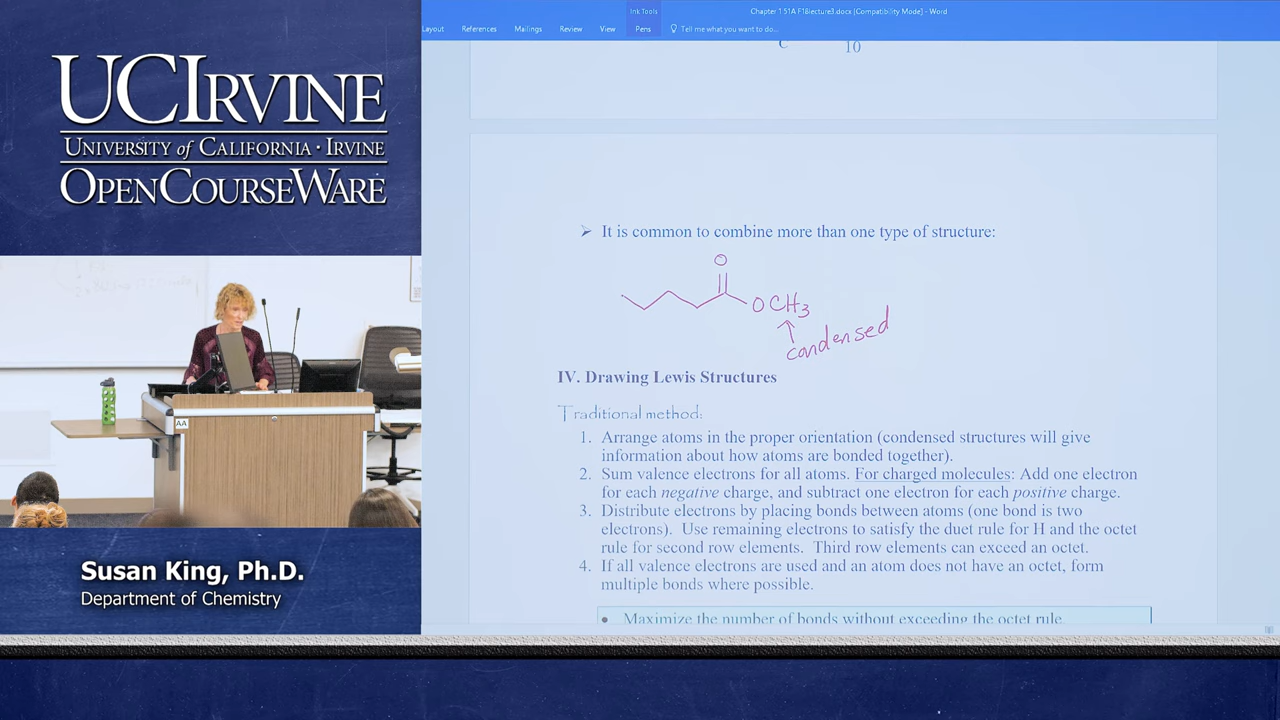 UCIRVINE
UNIVERSITY of CALIFORNIA · IRVINE
OPENCOURSEWARE
AA
Susan King, Ph.D.
Department of Chemistry
Ink Tools
Chapter 1 51A F18lecture3.docx [Compatibility Mode] - Word
Layout References Mailings Review View Pens Tell me what you want to do...
C 10
➢ It is common to combine more than one type of structure:
O
OCH3
condensed
IV. Drawing Lewis Structures
Traditional method:
1. Arrange atoms in the proper orientation (condensed structures will give
information about how atoms are bonded together).
2. Sum valence electrons for all atoms. For charged molecules: Add one electron
for each negative charge, and subtract one electron for each positive charge.
3. Distribute electrons by placing bonds between atoms (one bond is two
electrons). Use remaining electrons to satisfy the duet rule for H and the octet
rule for second row elements. Third row elements can exceed an octet.
4. If all valence electrons are used and an atom does not have an octet, form
multiple bonds where possible.
• Maximize the number of bonds without exceeding the octet rule.